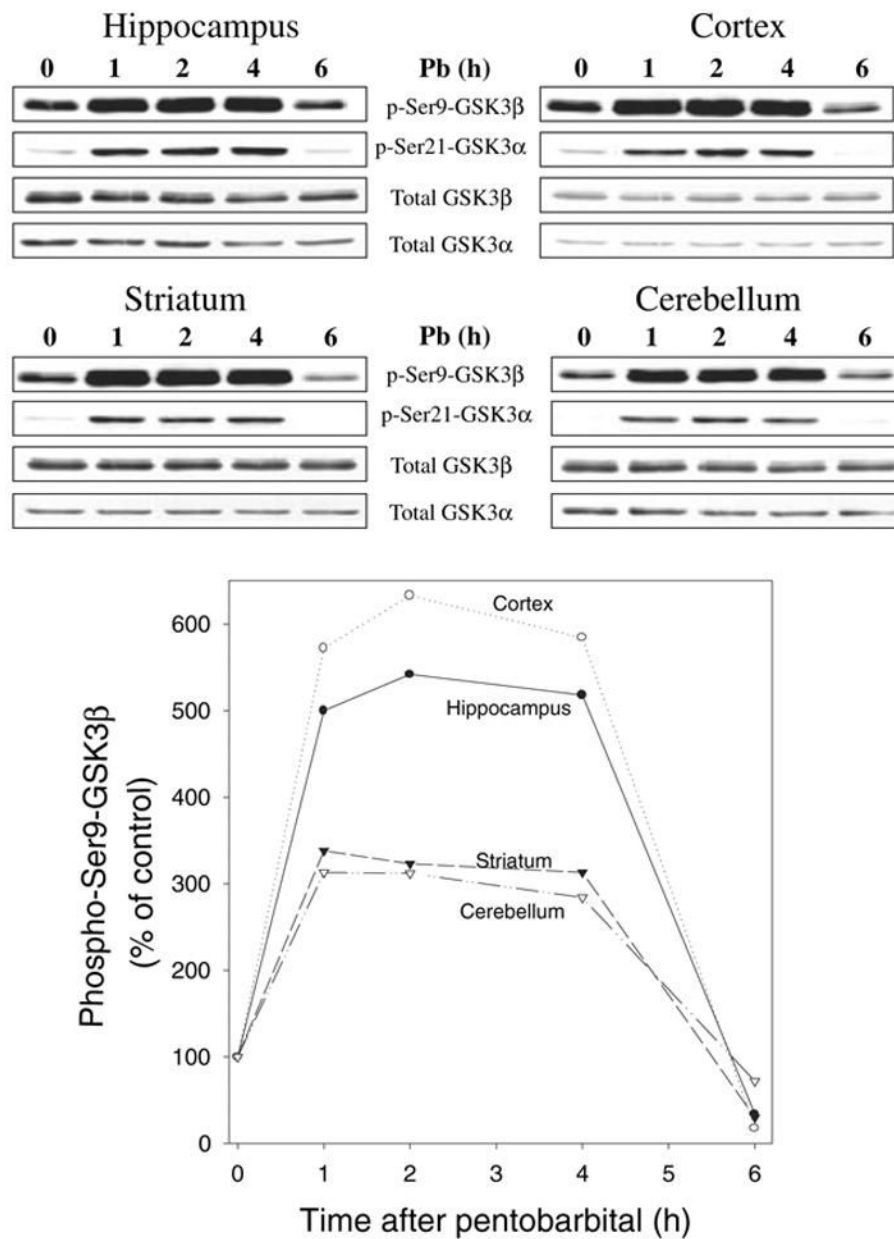 Hippocampus
Cortex
0 1 2 4 6 Pb (h) 0 1 2 4 6
p-Ser9-GSK3β
p-Ser21-GSK3α
Total GSK3β
Total GSK3α
Striatum
Cerebellum
0 1 2 4 6 Pb (h) 0 1 2 4 6
p-Ser9-GSK3β
p-Ser21-GSK3α
Total GSK3β
Total GSK3α
Phospho-Ser9-GSK3β
(% of control)
600
500
400
300
200
100
0
Cortex
Hippocampus
Striatum
Cerebellum
0 1 2 3 4 5 6
Time after pentobarbital (h)